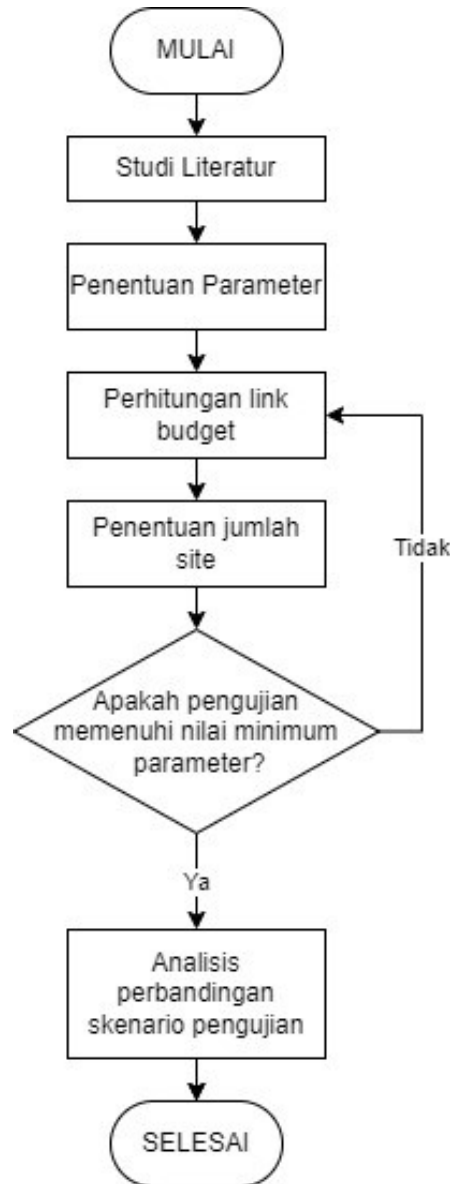 MULAI
Studi Literatur
Penentuan Parameter
Perhitungan link
budget
Penentuan jumlah
site
Tidak
Apakah pengujian
memenuhi nilai minimum
parameter?
Ya
Analisis
perbandingan
skenario pengujian
SELESAI